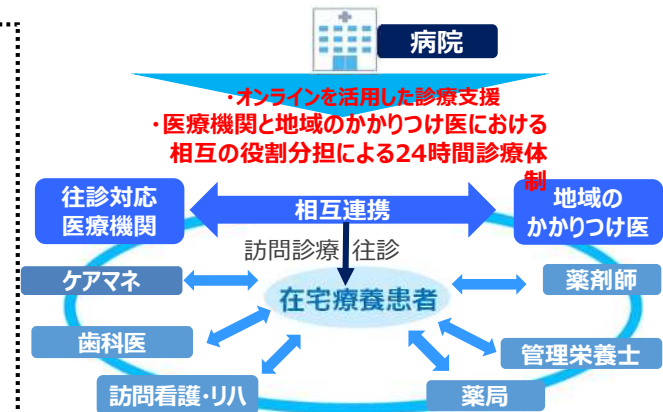 病院
・オンラインを活用した診療支援
・医療機関と地域のかかりつけ医における
相互の役割分担による24時間診療体
制
往診対応
医療機関
相互連携
地域の
かかりつけ医
訪問診療 往診
ケアマネ
在宅療養患者
薬剤師
歯科医
管理栄養士
訪問看護・リハ
薬局